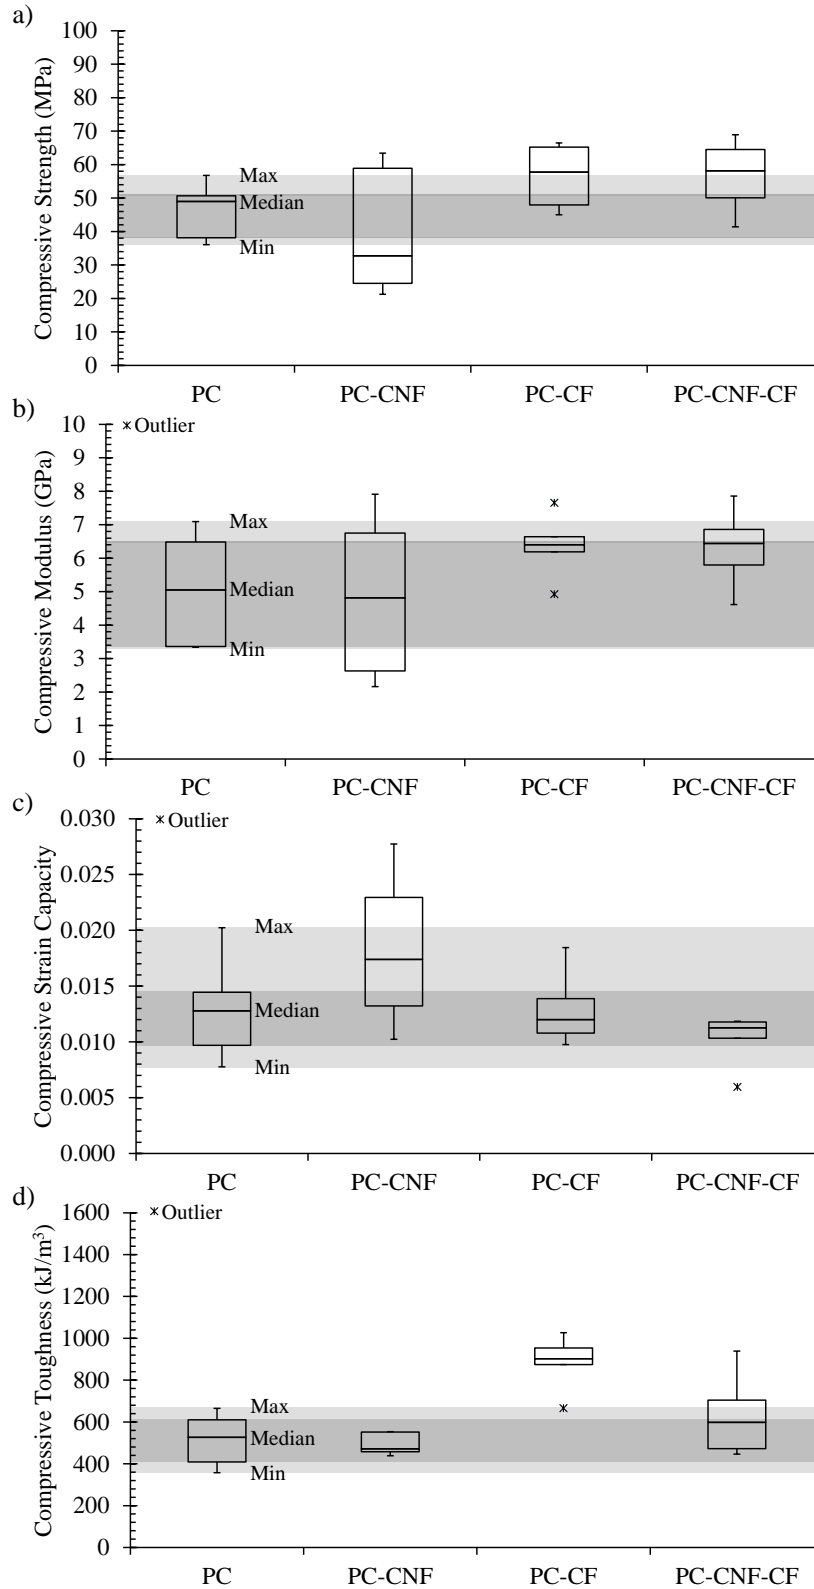 a)
Compressive Strength (MPa)
100
90
80
70
60
50
40
30
20
10
0
Max
Median
Min
PC PC-CNF PC-CF PC-CNF-CF
b)
Compressive Modulus (GPa)
10
9
8
7
6
5
4
3
2
1
0
Outlier
Max
Median
Min
PC PC-CNF PC-CF PC-CNF-CF
c)
Compressive Strain Capacity
0.030
0.025
0.020
0.015
0.010
0.005
0.000
Outlier
Max
Median
Min
PC PC-CNF PC-CF PC-CNF-CF
d)
Compressive Toughness (kJ/m³)
1600
1400
1200
1000
800
600
400
200
0
Outlier
Max
Median
Min
PC PC-CNF PC-CF PC-CNF-CF